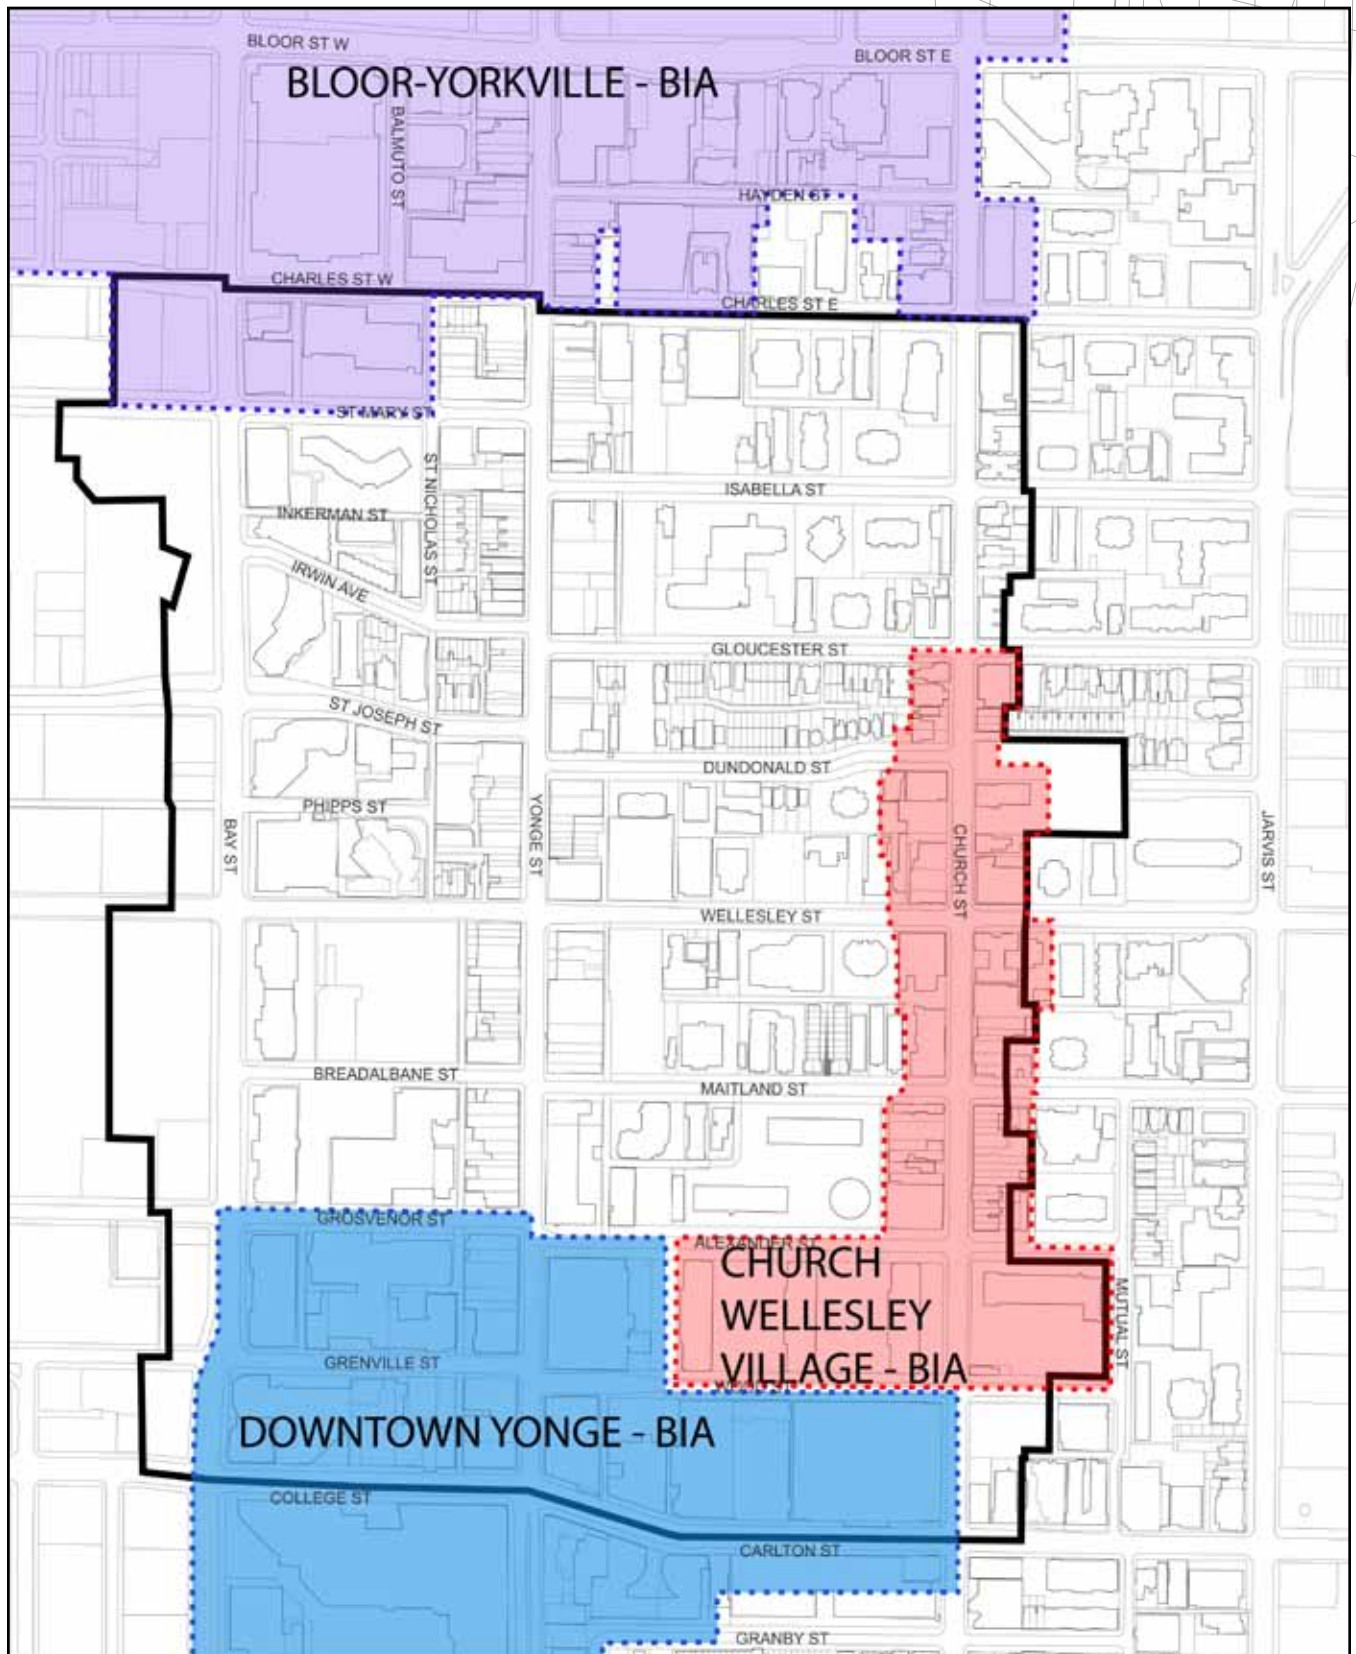 BLOOR ST W
BLOOR ST E
BLOOR-YORKVILLE - BIA
BALMUTO ST
HAYDEN ST
CHARLES ST W
CHARLES ST E
ST MARY ST
ST NICHOLAS ST
ISABELLA ST
INKERMAN ST
IRWIN AVE
GLOUCESTER ST
ST JOSEPH ST
DUNDONALD ST
PHIPPS ST
BAY ST
YONGE ST
CHURCH ST
JARVIS ST
WELLESLEY ST
BREADALBANE ST
MAITLAND ST
GROSVENOR ST
ALEXANDER ST
CHURCH
WELLESLEY
VILLAGE - BIA
MUTUAL ST
GRENVILLE ST
DOWNTOWN YONGE - BIA
COLLEGE ST
CARLTON ST
GRANBY ST